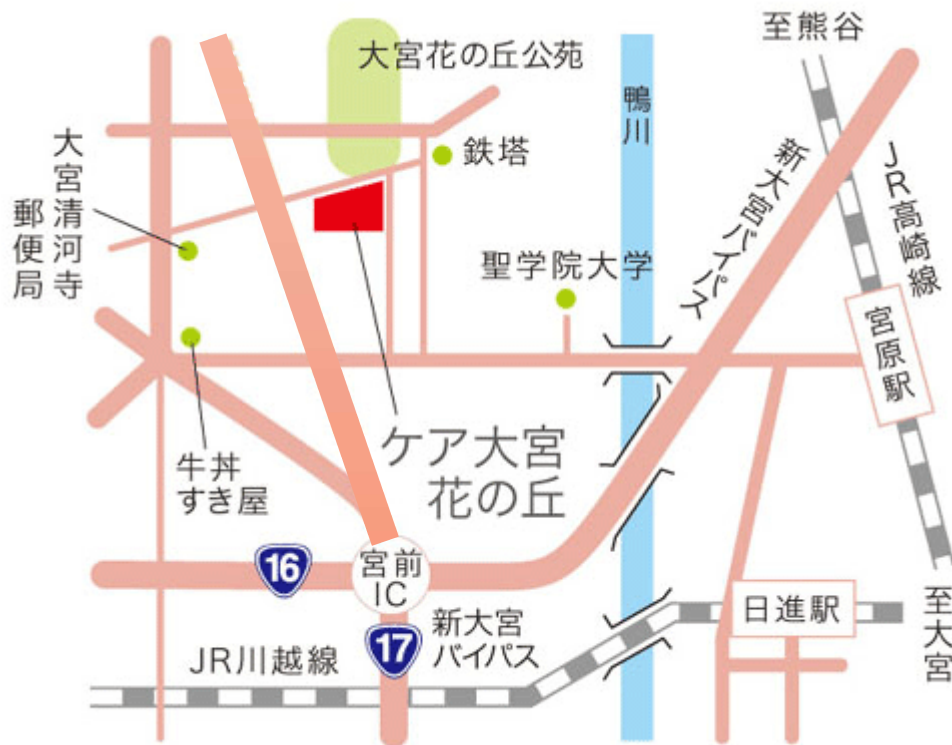 至熊谷
大宮花の丘公苑
鴨川
鉄塔
大宮清河寺
郵便局
新大宮バイパス
JR高崎線
聖学院大学
宮原駅
ケア大宮
花の丘
牛丼
すき屋
16
宮前
IC
17
新大宮
バイパス
日進駅
至大宮
JR川越線